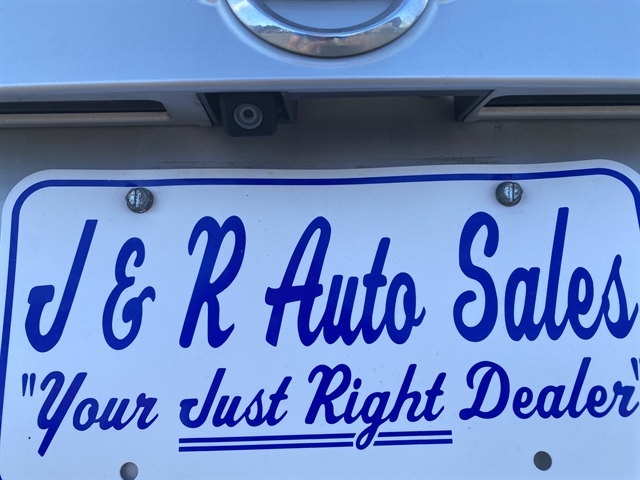 J & R Auto Sales
"Your Just Right Dealer"